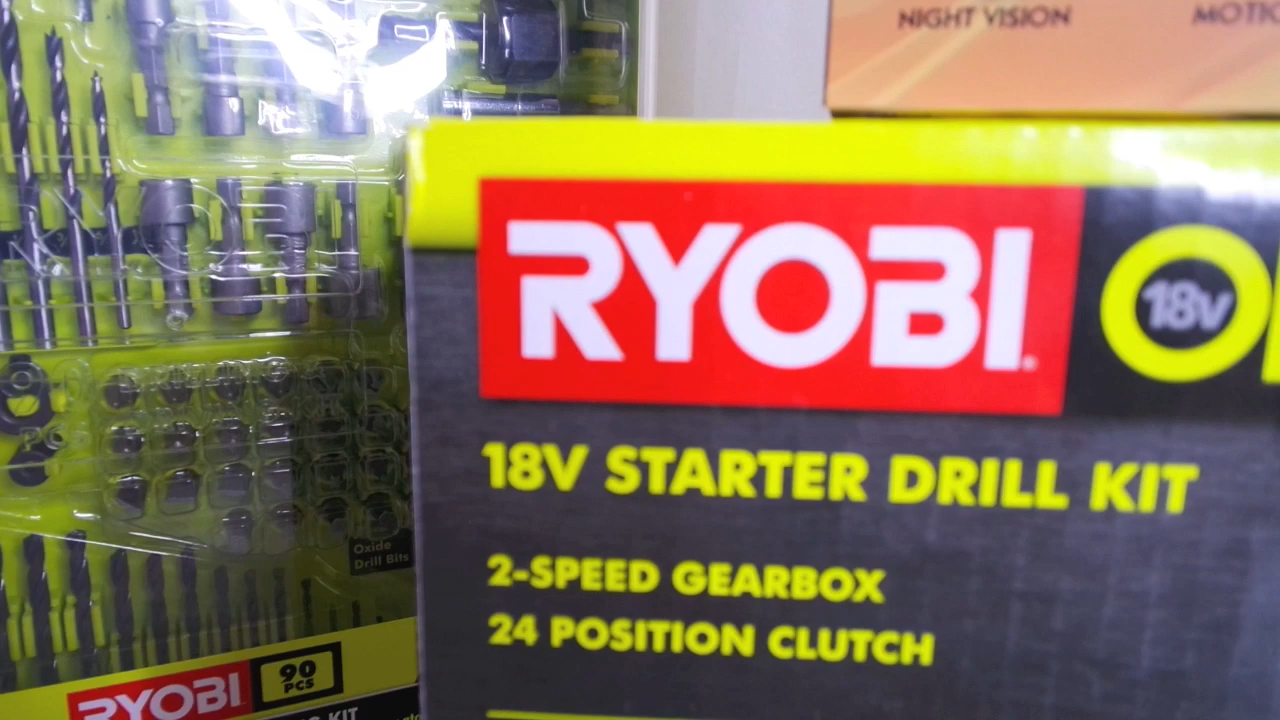 NIGHT VISION
RYOBI
18V
18V STARTER DRILL KIT
2-SPEED GEARBOX
24 POSITION CLUTCH
Oxide
Drill Bits
RYOBI 90
PCS
KIT